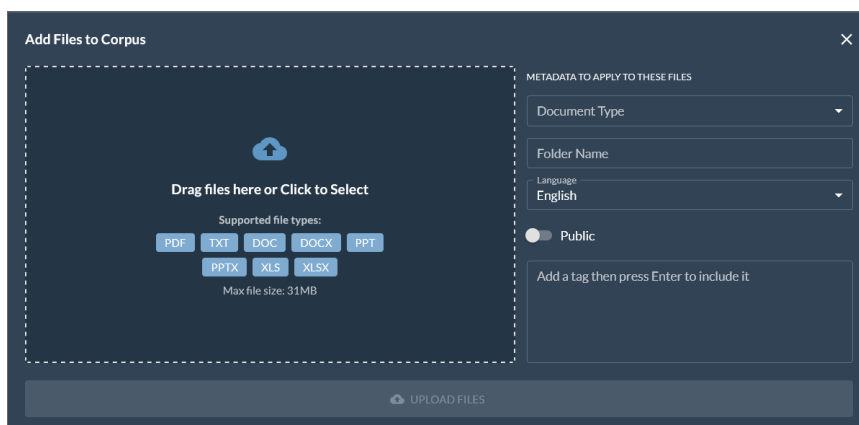 Add Files to Corpus
Drag files here or Click to Select
Supported file types:
PDF TXT DOC DOCX PPT
PPTX XLS XLSX
Max file size: 31MB
METADATA TO APPLY TO THESE FILES
Document Type
Folder Name
Language
English
Public
Add a tag then press Enter to include it
UPLOAD FILES